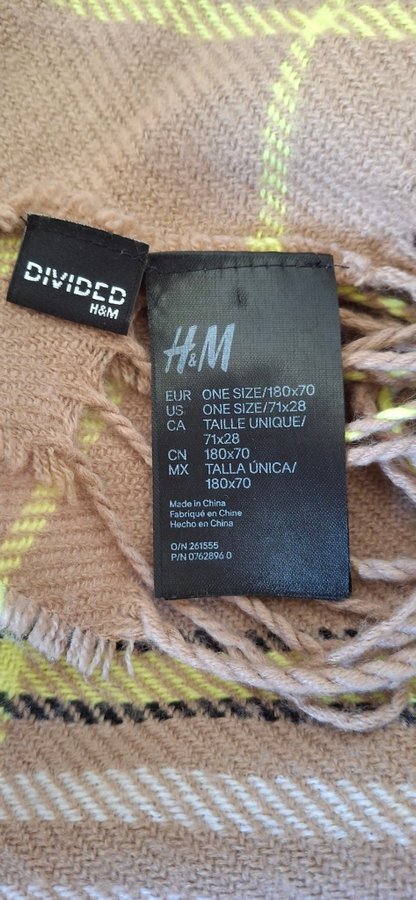 DIVIDED
H&M
H&M
EUR ONE SIZE/180x70
US ONE SIZE/71x28
CA TAILLE UNIQUE/
71x28
CN 180x70
MX TALLA ÚNICA/
180x70
Made in China
Fabriqué en Chine
Hecho en China
O/N 261555
P/N 0762896 0